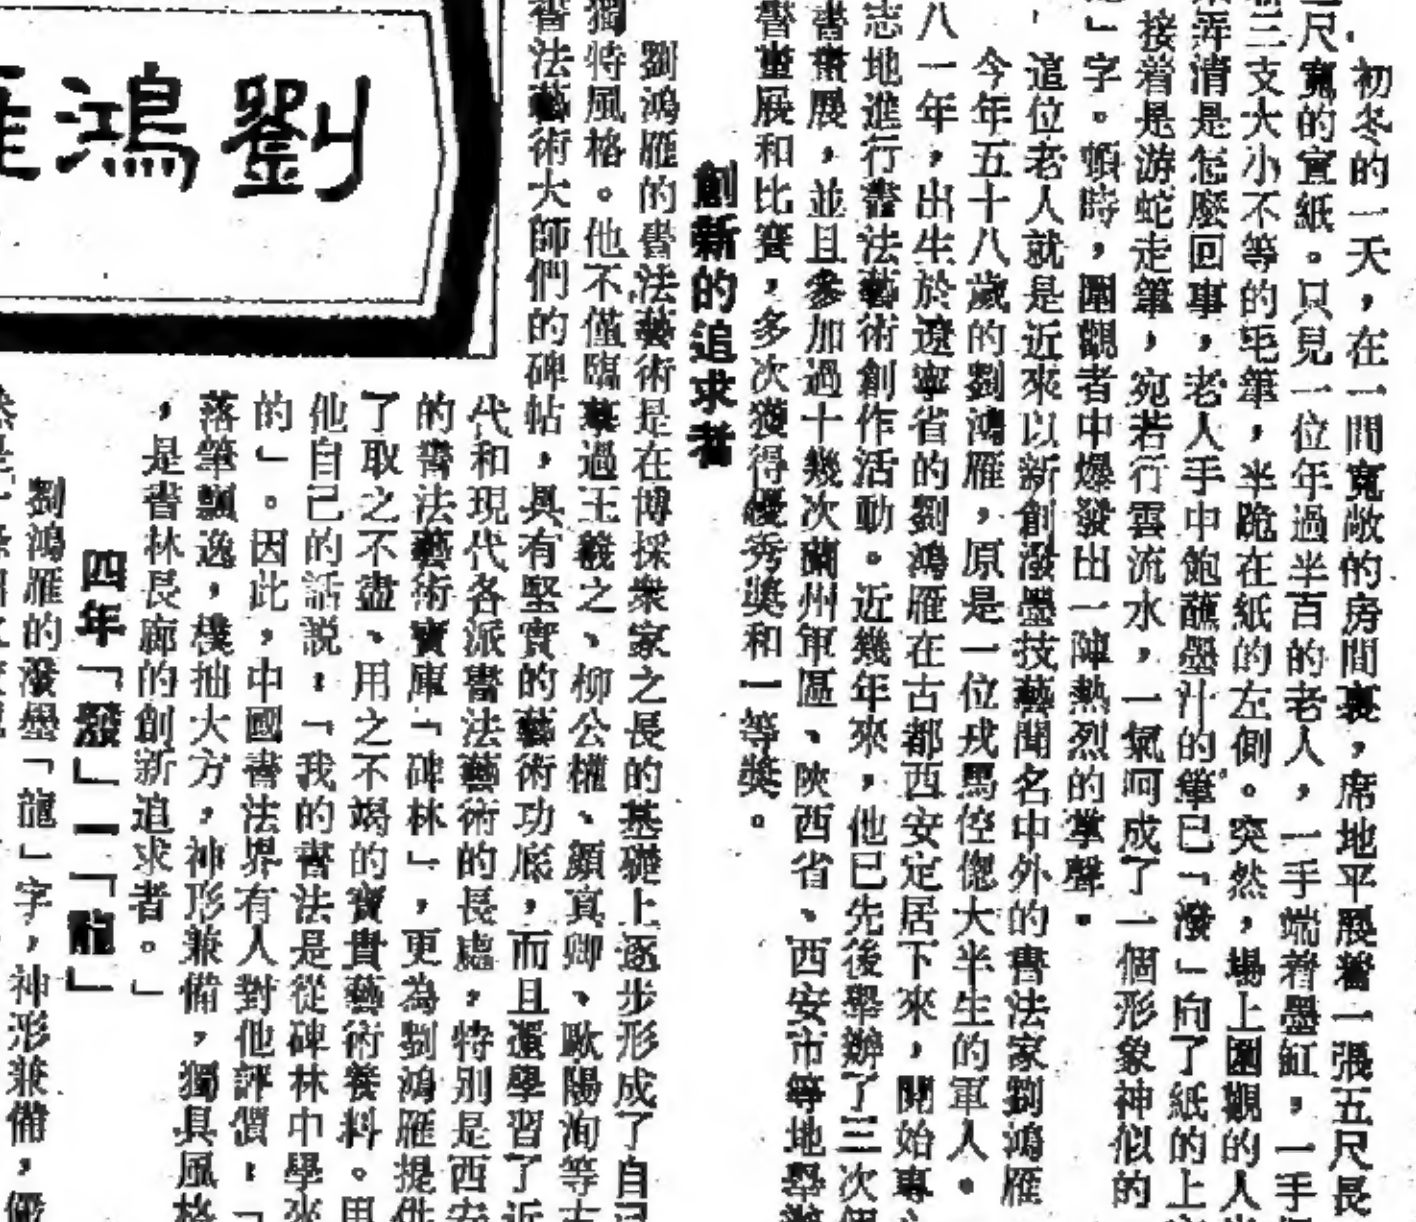 初冬的一天，在一間寬敞的房間裏，席地平展着一張五尺長
尺寬的宣紙。只見一位年過半百的老人，一手端着墨缸，一手
三支大小不等的毛筆，半跪在紙的左側。突然，場上圍觀的人
弄清是怎麼回事，老人手中飽蘸墨汁的筆已「潑」向了紙的上
接着是游蛇走筆，宛若行雲流水，一氣呵成了一個形象神似的
」字。頓時，圍觀者中爆發出一陣熱烈的掌聲。
這位老人就是近來以新創潑墨技藝聞名中外的書法家劉鴻雁
今年五十八歲的劉鴻雁，原是一位戎馬倥傯大半生的軍人。
八一年，出生於遼寧省的劉鴻雁在古都西安定居下來，開始專
志地進行書法藝術創作活動。近幾年來，他已先後舉辦了三次個
書畫展，並且參加過十幾次蘭州軍區、陝西省、西安市等地舉辦
書畫展和比賽，多次獲得優秀獎和一等獎。
創新的追求者
劉鴻雁的書法藝術是在博採衆家之長的基礎上逐步形成了自己
獨特風格。他不僅臨摹過王羲之、柳公權、顏真卿、歐陽洵等古
書法藝術大師們的碑帖，具有堅實的藝術功底，而且還學習了近
代和現代各派書法藝術的長處，特別是西安
的書法藝術寶庫「碑林」，更為劉鴻雁提供
了取之不盡、用之不竭的寶貴藝術養料。用
他自己的話説：「我的書法是從碑林中學來
的」。因此，中國書法界有人對他評價：「
落筆飄逸，樸抽大方，神形兼備，獨具風格
，是書林長廊的創新追求者。」
劉鴻雁
四年「潑」一「龍」
劉鴻雁的潑墨「龍」字，神形兼備，儼